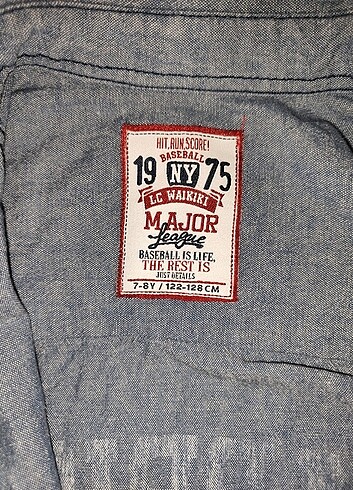 HIT, RUN, SCORE!
BASEBALL
19 NY 75
LC WAIKIKI
MAJOR
League
BASEBALL IS LIFE,
THE REST IS
JUST DETAILS
7-8Y / 122-128 CM